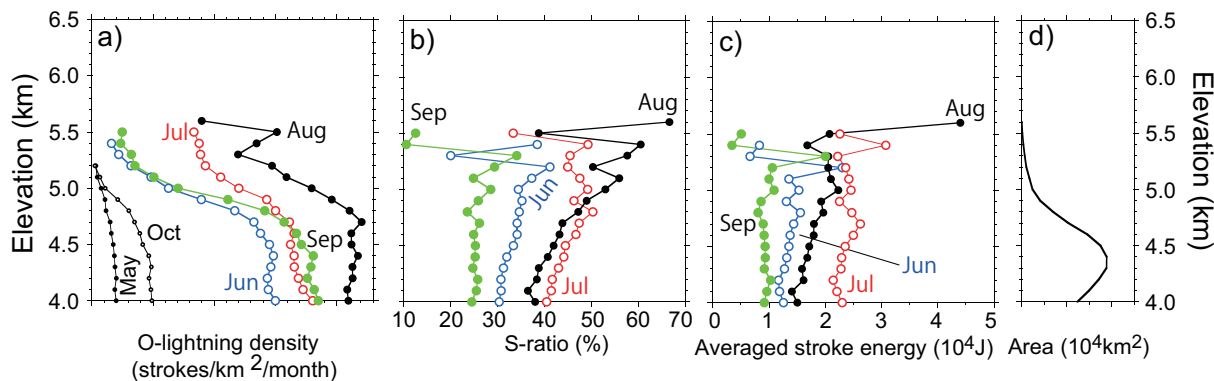 a)
b)
c)
d)
6.5
6.0
5.5
5.0
4.5
4.0
Elevation (km)
Jul
Aug
Oct
May
Jun
Sep
Sep
Aug
Jun
Jul
Aug
Sep
Jun
Jul
6.5
6.0
5.5
5.0
4.5
4.0
Elevation (km)
10 20 30 40 50 60 70
0 1 2 3 4 5
O-lightning density
(strokes/km 2/month)
S-ratio (%)
Averaged stroke energy (10⁴J)
Area (10⁴km²)